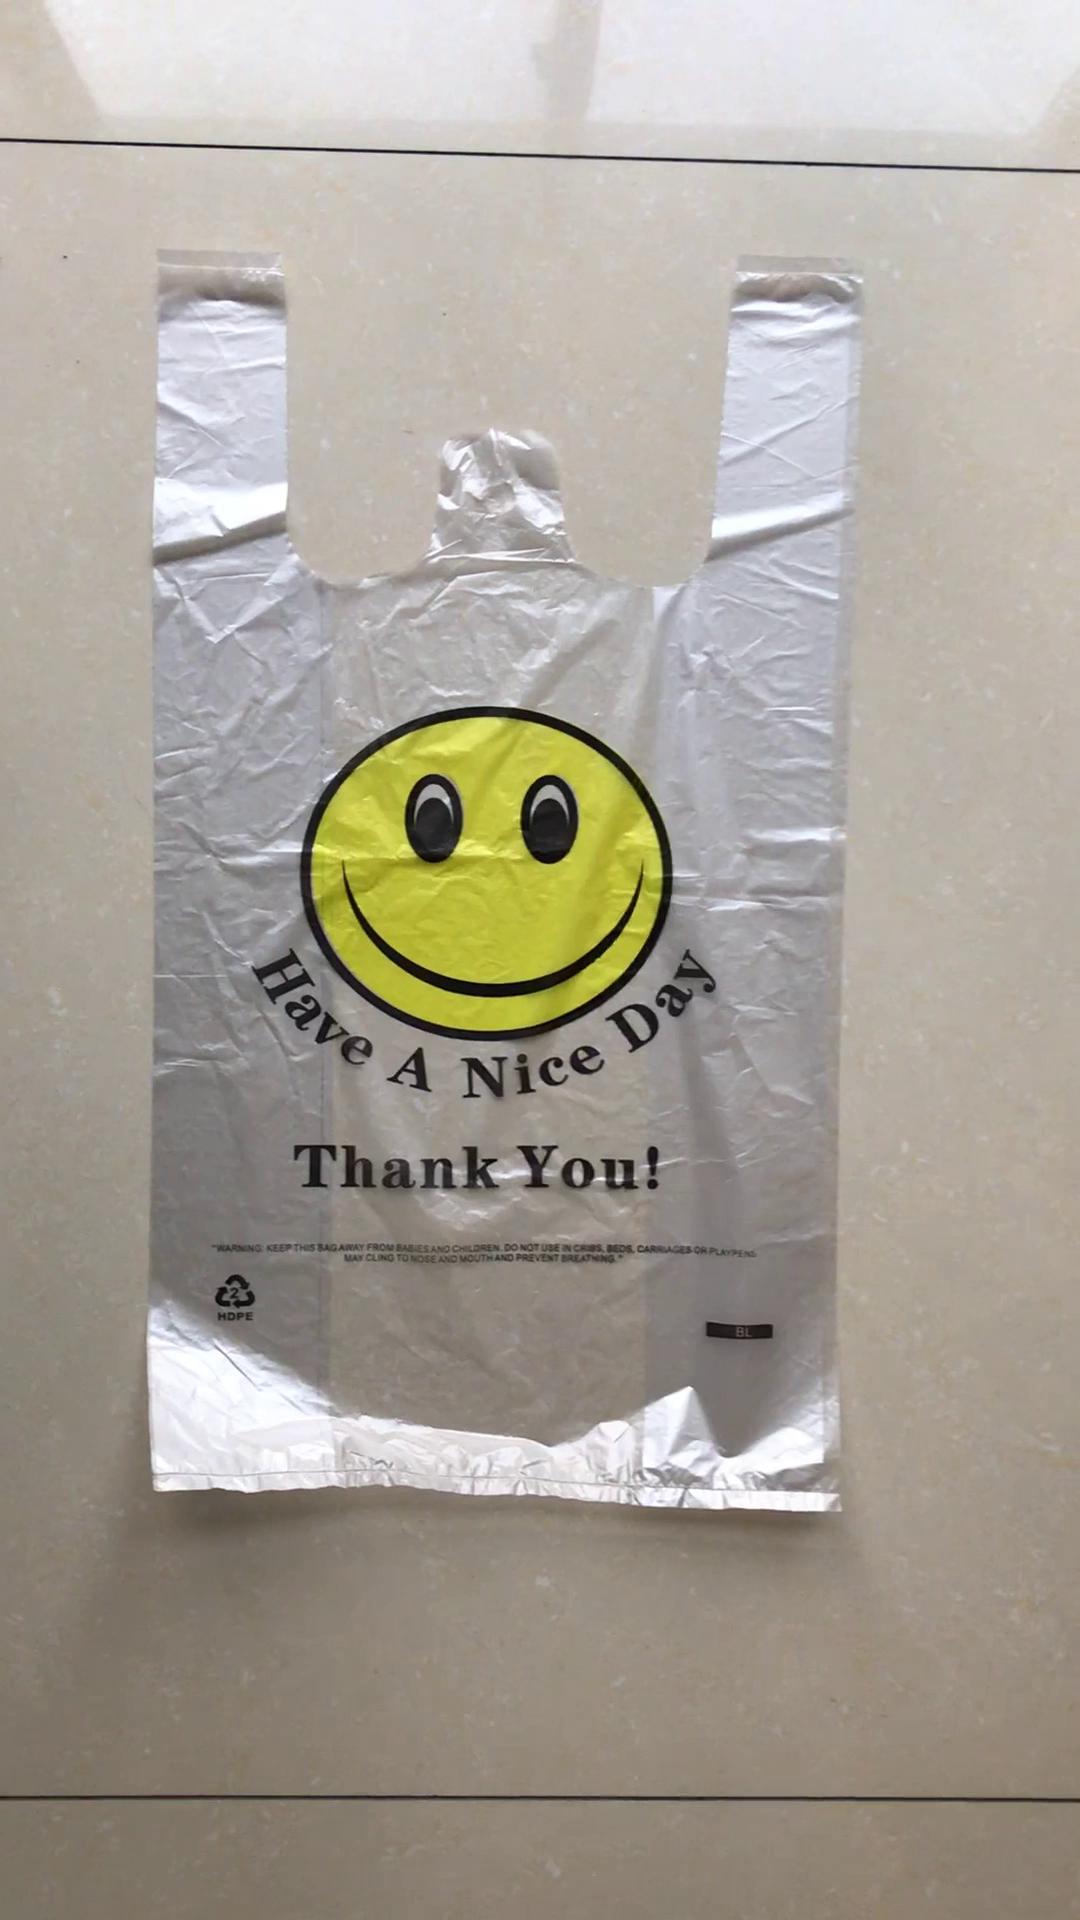 Have A Nice Day
Thank You!
"WARNING: KEEP THIS BAG AWAY FROM BABIES AND CHILDREN. DO NOT USE IN CRIBS, BEDS, CARRIAGES OR PLAYPENS.
MAY CLING TO NOSE AND MOUTH AND PREVENT BREATHING."
2
HDPE
BL